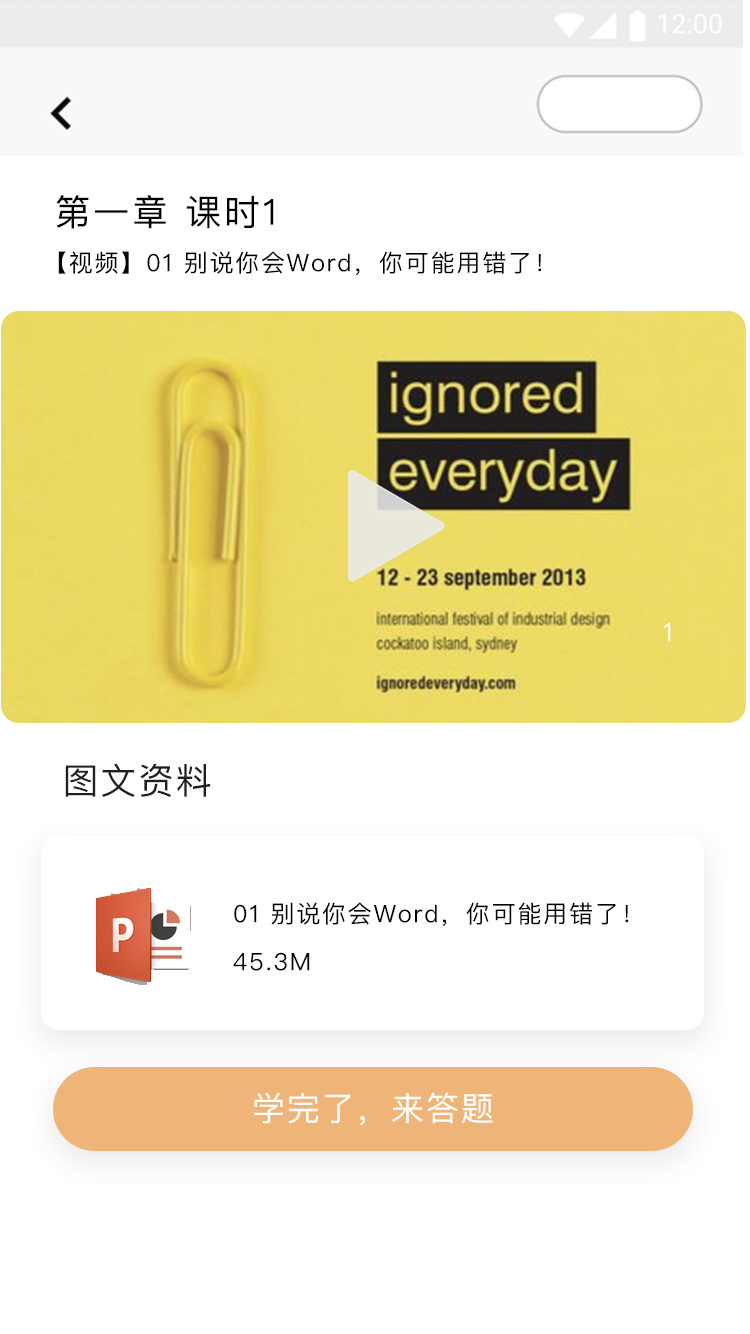 12:00
第一章 课时1
【视频】01 别说你会Word，你可能用错了！
ignored
everyday
12 - 23 september 2013
international festival of industrial design
cockatoo island, sydney
1
ignoredeveryday.com
图文资料
P
01 别说你会Word，你可能用错了！
45.3M
学完了，来答题